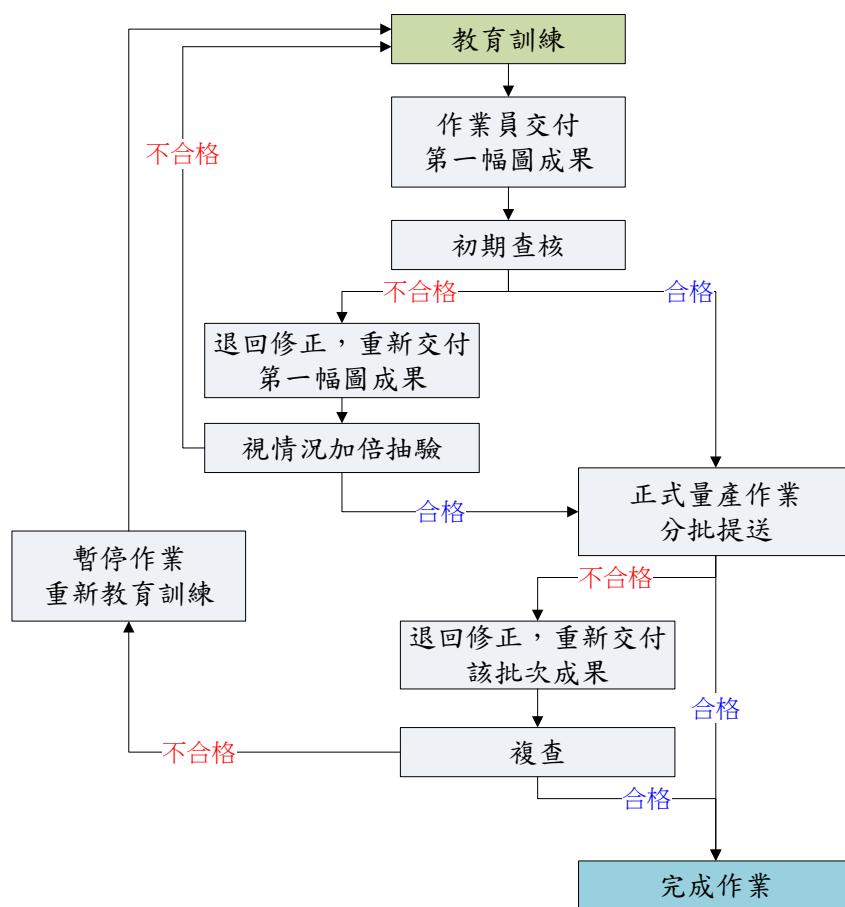 教育訓練
作業員交付
第一幅圖成果
不合格
初期查核
不合格
合格
退回修正，重新交付
第一幅圖成果
視情況加倍抽驗
正式量產作業
分批提送
合格
暫停作業
重新教育訓練
不合格
退回修正，重新交付
該批次成果
合格
不合格
複查
合格
完成作業